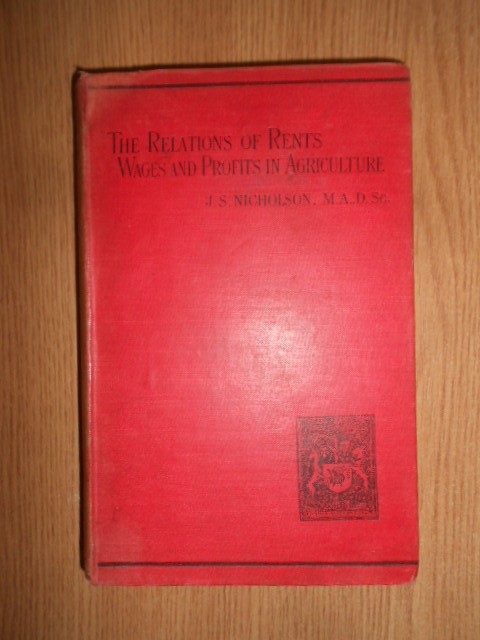 THE RELATIONS OF RENTS
WAGES AND PROFITS IN AGRICULTURE
J. S. NICHOLSON, M.A., D. Sc.